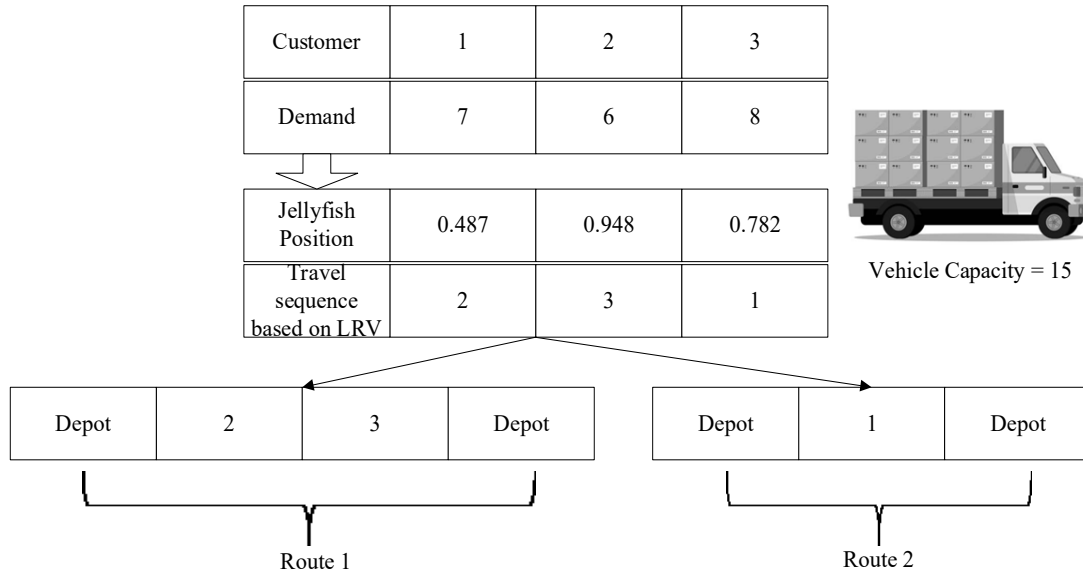 Customer 1 2 3
Demand 7 6 8
Jellyfish
Position 0.487 0.948 0.782
Travel
sequence
based on LRV 2 3 1
Vehicle Capacity = 15
Depot 2 3 Depot
Depot 1 Depot
Route 1
Route 2